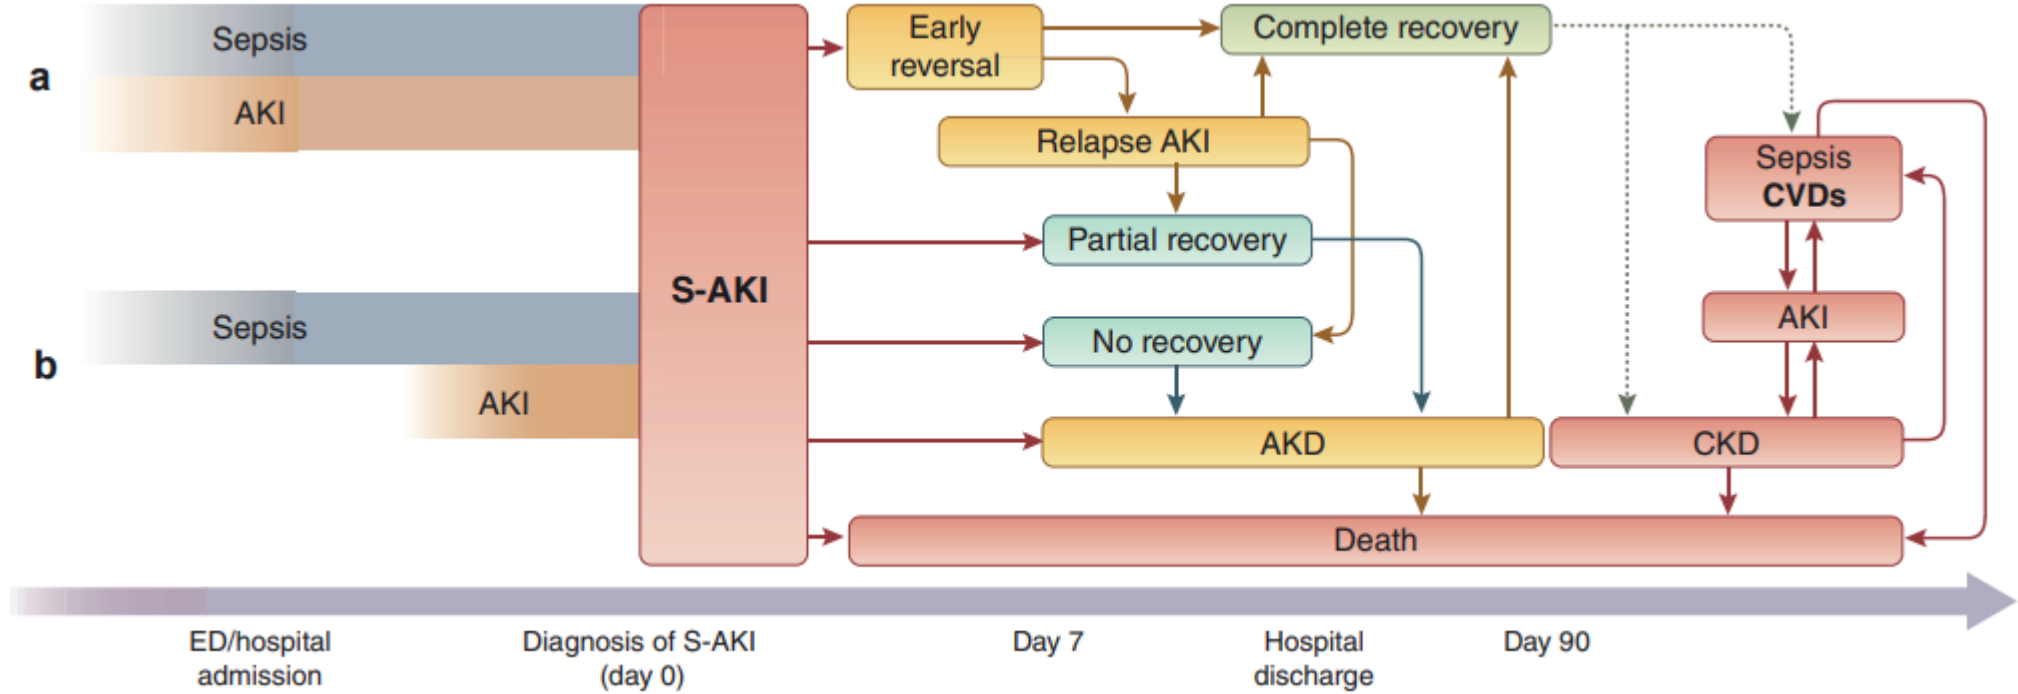 a
Sepsis
AKI
b
Sepsis
AKI
S-AKI
Early
reversal
Complete recovery
Relapse AKI
Partial recovery
No recovery
AKD
Sepsis
CVDs
AKI
CKD
Death
ED/hospital
admission
Diagnosis of S-AKI
(day 0)
Day 7
Hospital
discharge
Day 90